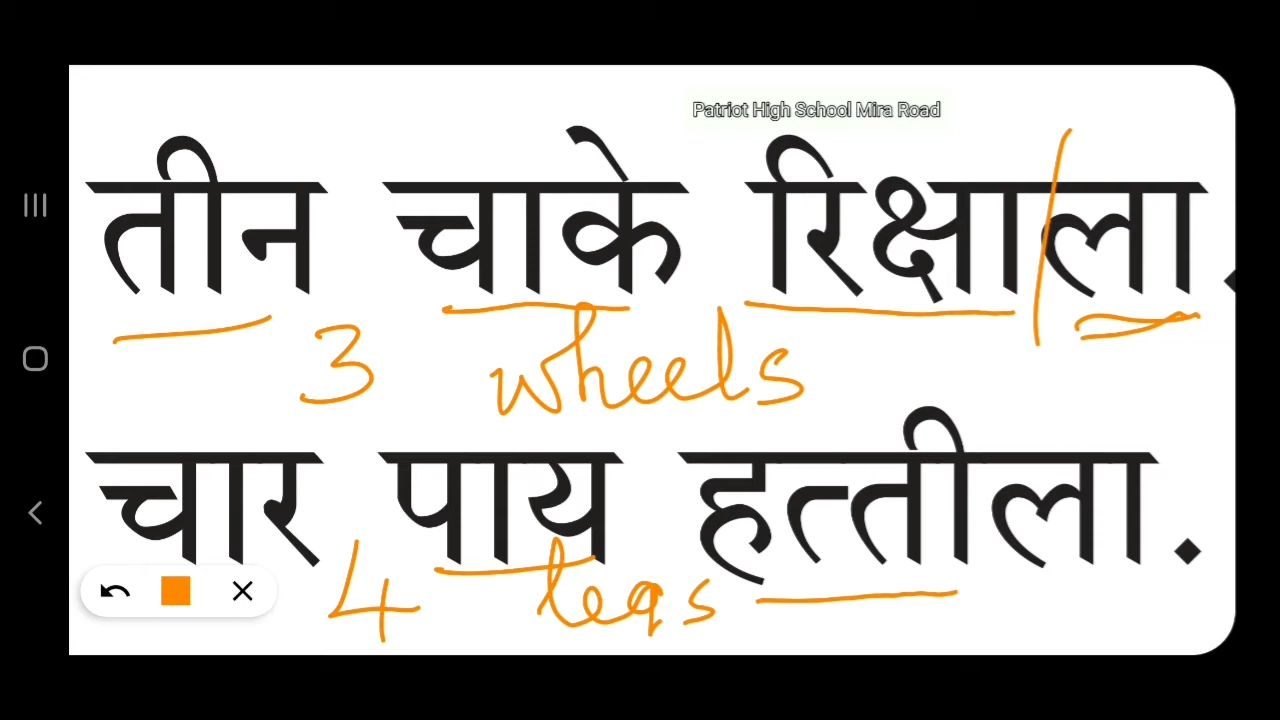 Patriot High School Mira Road
तीन चाके रिक्षाला.
3 wheels
चार पाय हत्तीला.
4 legs